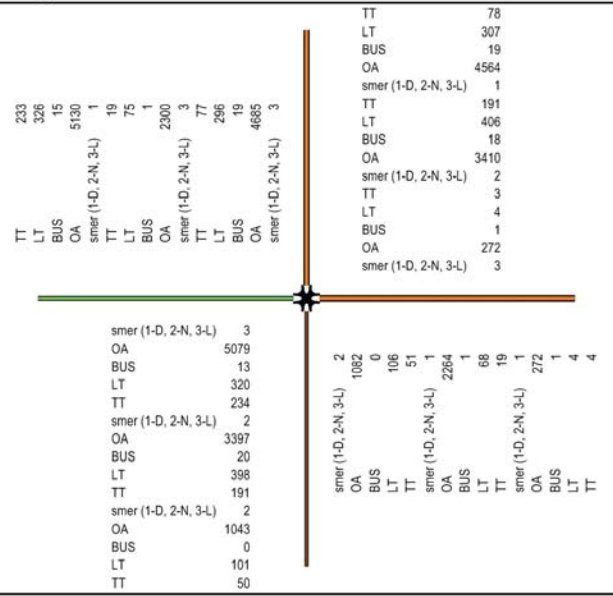 TT 233
LT 326
BUS 15
OA 5130
smer (1-D, 2-N, 3-L) 1
TT 19
LT 75
BUS 1
OA 2300
smer (1-D, 2-N, 3-L) 3
TT 77
LT 296
BUS 19
OA 4685
smer (1-D, 2-N, 3-L) 3
TT 78
LT 307
BUS 19
OA 4564
smer (1-D, 2-N, 3-L) 1
TT 191
LT 406
BUS 18
OA 3410
smer (1-D, 2-N, 3-L) 2
TT 3
LT 4
BUS 1
OA 272
smer (1-D, 2-N, 3-L) 3
smer (1-D, 2-N, 3-L) 3
OA 5079
BUS 13
LT 320
TT 234
smer (1-D, 2-N, 3-L) 2
OA 3397
BUS 20
LT 398
TT 191
smer (1-D, 2-N, 3-L) 2
OA 1043
BUS 0
LT 101
TT 50
smer (1-D, 2-N, 3-L) 2
OA 1082
BUS 0
LT 106
TT 51
smer (1-D, 2-N, 3-L) 1
OA 2264
BUS 1
LT 68
TT 19
smer (1-D, 2-N, 3-L) 1
OA 272
BUS 1
LT 4
TT 4